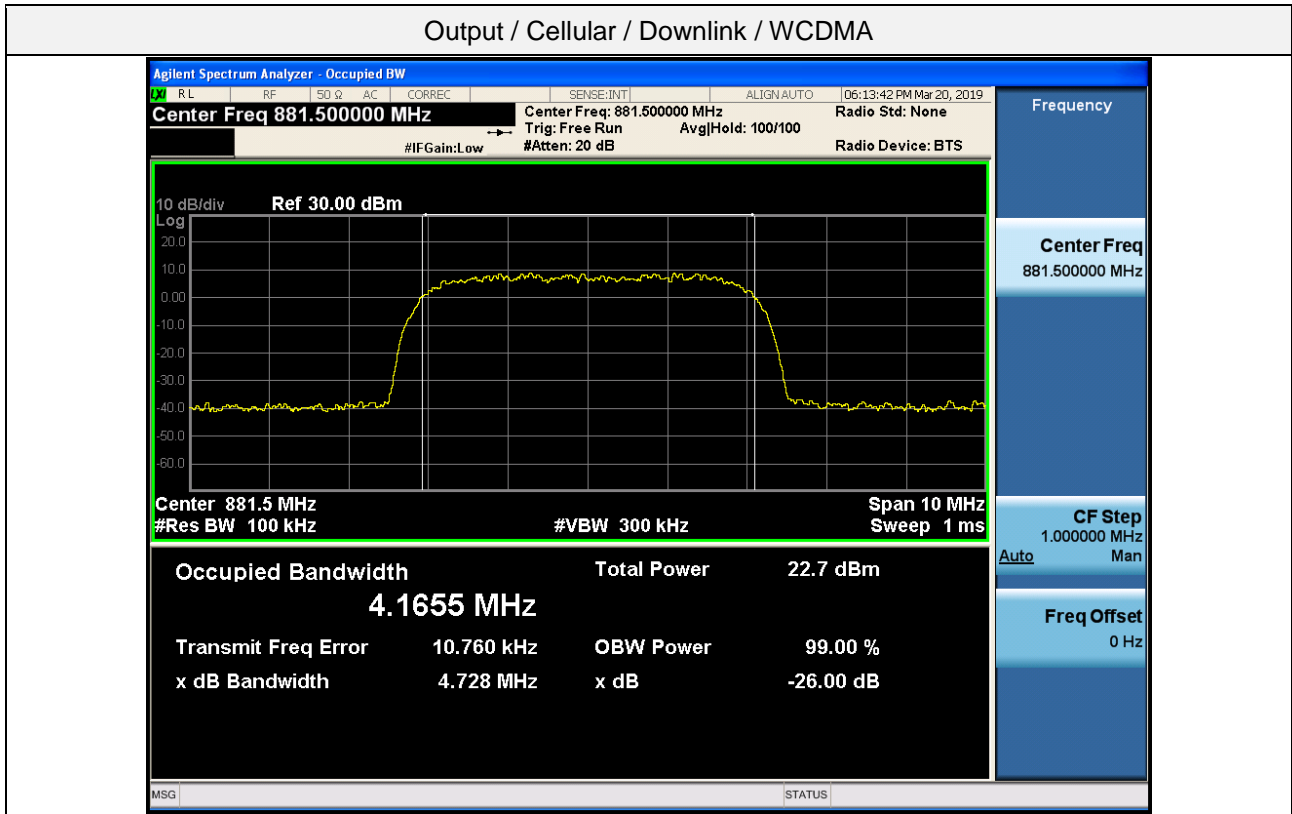 Output / Cellular / Downlink / WCDMA
Agilent Spectrum Analyzer - Occupied BW
LXI RL RF 50 Ω AC CORREC SENSE:INT ALIGN AUTO 06:13:42 PM Mar 20, 2019
Center Freq 881.500000 MHz
Center Freq: 881.500000 MHz Radio Std: None
Trig: Free Run Avg|Hold: 100/100
#IFGain:Low #Atten: 20 dB Radio Device: BTS
Frequency
10 dB/div Ref 30.00 dBm
Log
20.0
10.0
0.00
-10.0
-20.0
-30.0
-40.0
-50.0
-60.0
Center 881.5 MHz Span 10 MHz
#Res BW 100 kHz #VBW 300 kHz Sweep 1 ms
Center Freq
881.500000 MHz
CF Step
1.000000 MHz
Auto Man
Freq Offset
0 Hz
Occupied Bandwidth Total Power 22.7 dBm
4.1655 MHz
Transmit Freq Error 10.760 kHz OBW Power 99.00 %
x dB Bandwidth 4.728 MHz x dB -26.00 dB
MSG STATUS